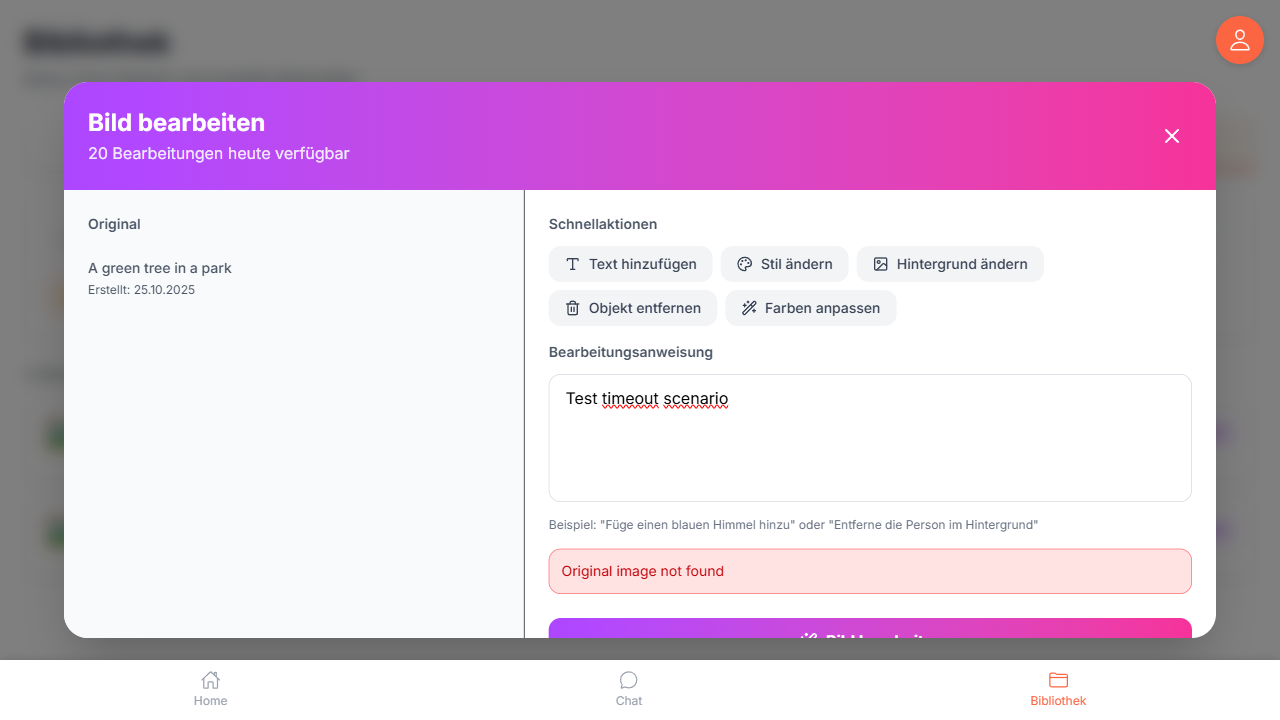 Bibliothek
Bild bearbeiten
20 Bearbeitungen heute verfügbar
Original
A green tree in a park
Erstellt: 25.10.2025
Schnellaktionen
Text hinzufügen
Stil ändern
Hintergrund ändern
Objekt entfernen
Farben anpassen
Bearbeitungsanweisung
Test timeout scenario
Beispiel: "Füge einen blauen Himmel hinzu" oder "Entferne die Person im Hintergrund"
Original image not found
Home
Chat
Bibliothek